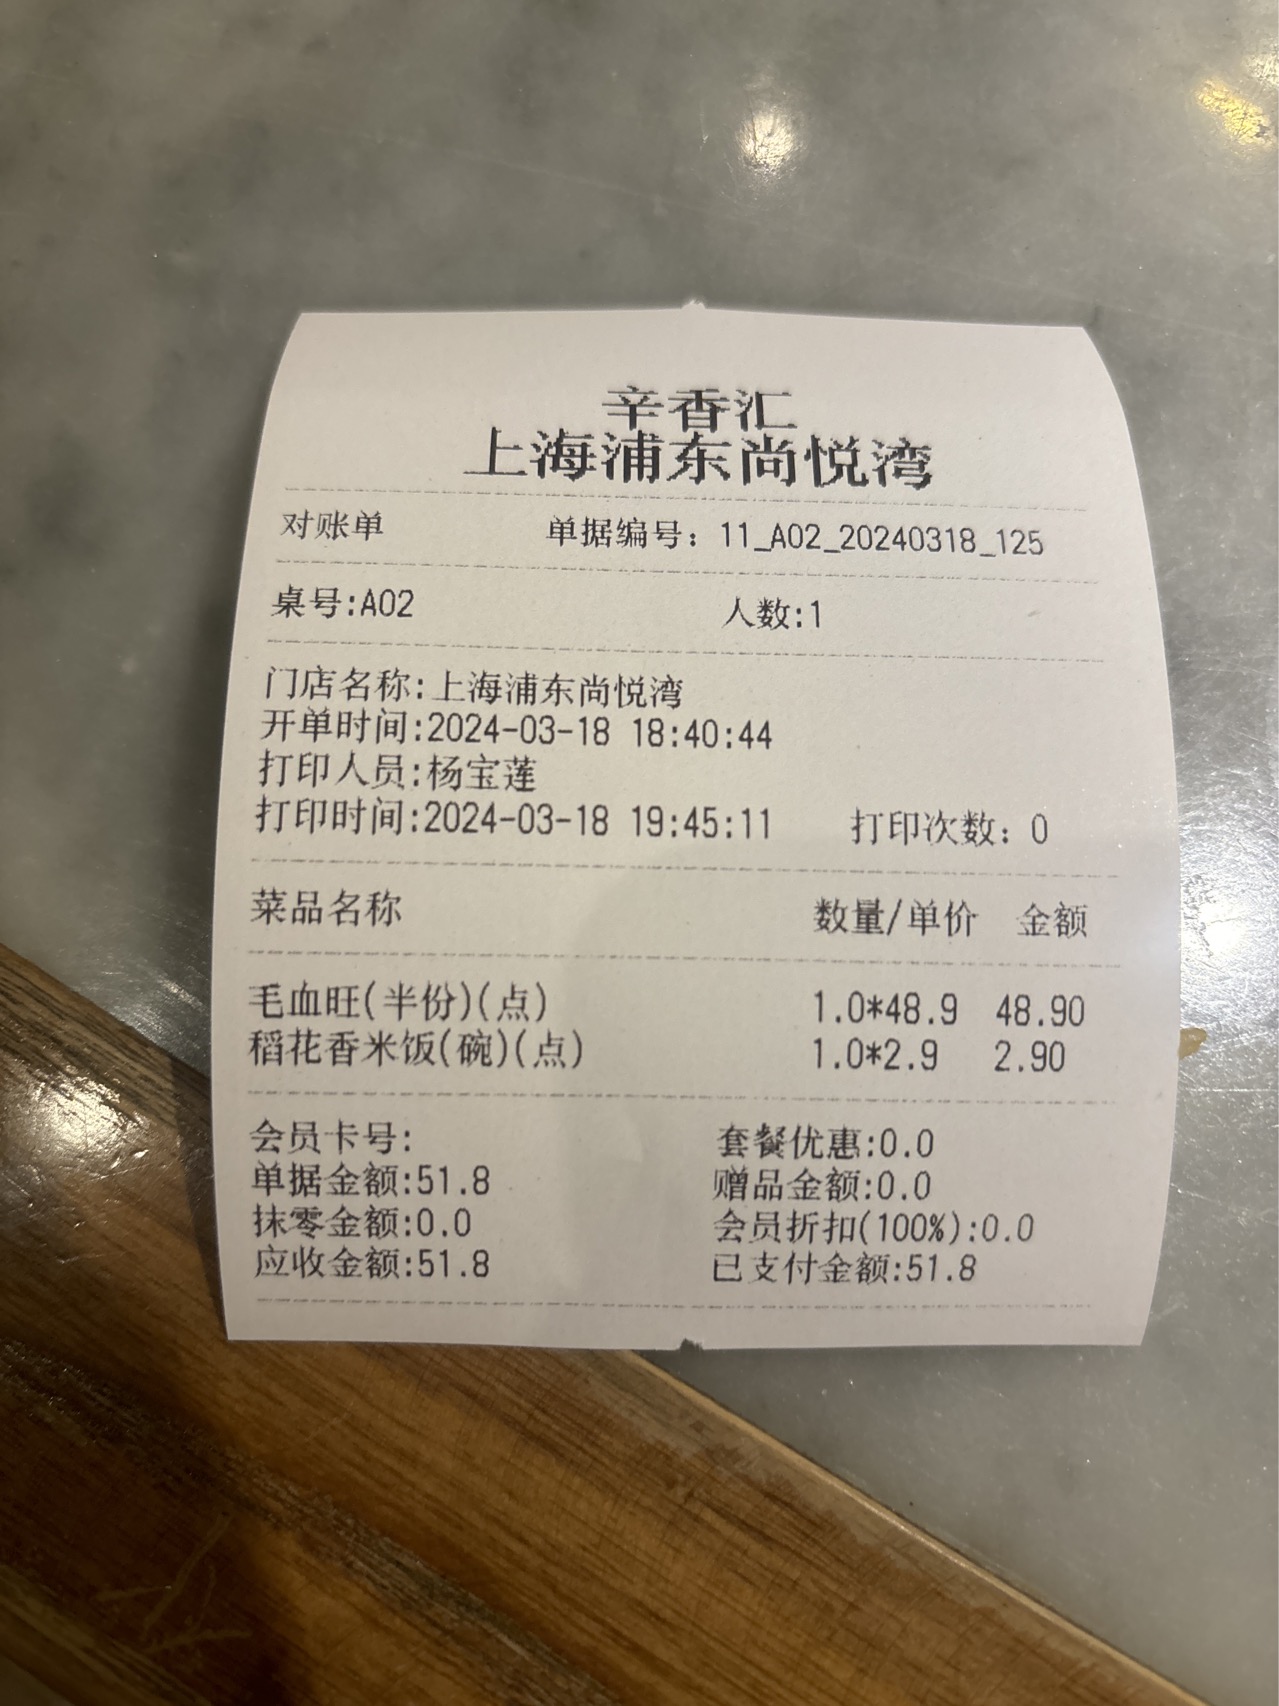 辛香汇
上海浦东尚悦湾
对账单 单据编号：11_A02_20240318_125
桌号:A02 人数:1
门店名称:上海浦东尚悦湾
开单时间:2024-03-18 18:40:44
打印人员:杨宝莲
打印时间:2024-03-18 19:45:11 打印次数：0
菜品名称 数量/单价 金额
毛血旺(半份)(点) 1.0*48.9 48.90
稻花香米饭(碗)(点) 1.0*2.9 2.90
会员卡号: 套餐优惠:0.0
单据金额:51.8 赠品金额:0.0
抹零金额:0.0 会员折扣(100%):0.0
应收金额:51.8 已支付金额:51.8